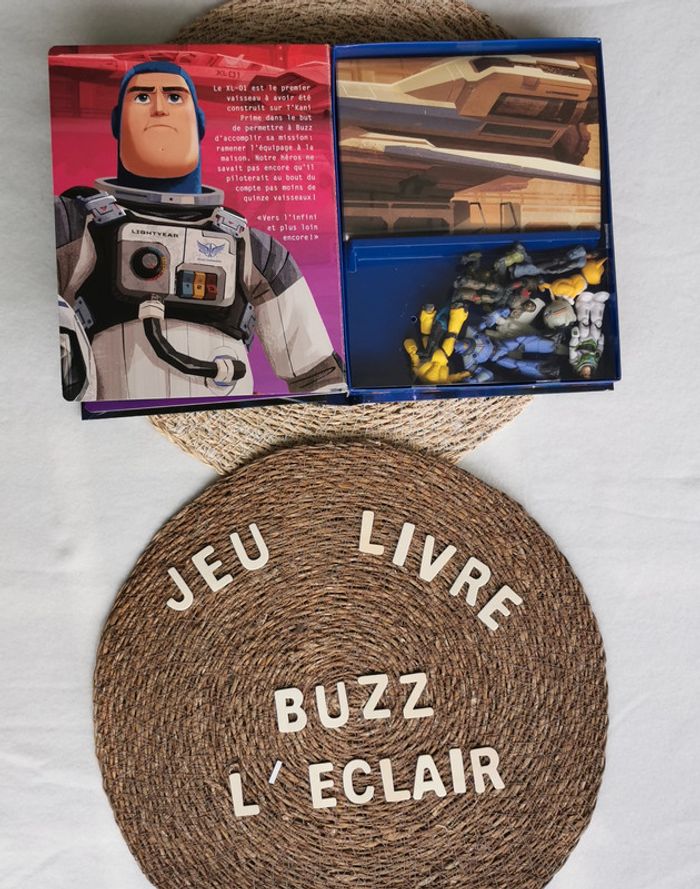 XL-01
Le XL-01 est le premier
vaisseau à avoir été
construit sur T'Kani
Prime dans le but
de permettre à Buzz
d'accomplir sa mission:
ramener l'équipage à la
maison. Notre héros ne
savait pas encore qu'il
piloterait au bout du
compte pas moins de
quinze vaisseaux!
«Vers l'infini
et plus loin
encore!»
LIGHTYEAR
JEU LIVRE
BUZZ
L'ECLAIR